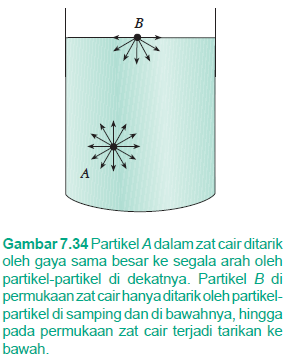 B
A
Gambar 7.34 Partikel A dalam zat cair ditarik
oleh gaya sama besar ke segala arah oleh
partikel-partikel di dekatnya. Partikel B di
permukaan zat cair hanya ditarik oleh partikel-
partikel di samping dan di bawahnya, hingga
pada permukaan zat cair terjadi tarikan ke
bawah.